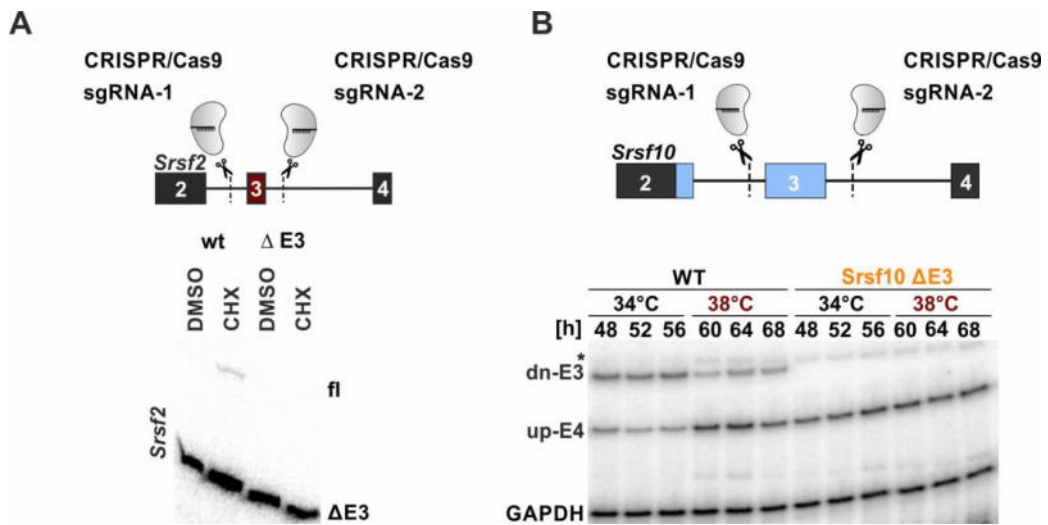 A
CRISPR/Cas9
sgRNA-1
CRISPR/Cas9
sgRNA-2
Srsf2
2
3
4
wt
Δ E3
DMSO
CHX
DMSO
CHX
fl
Srsf2
ΔE3
B
CRISPR/Cas9
sgRNA-1
CRISPR/Cas9
sgRNA-2
Srsf10
2
3
4
WT
Srsf10 ΔE3
34°C
38°C
34°C
38°C
[h] 48 52 56 60 64 68 48 52 56 60 64 68
*
dn-E3
up-E4
GAPDH